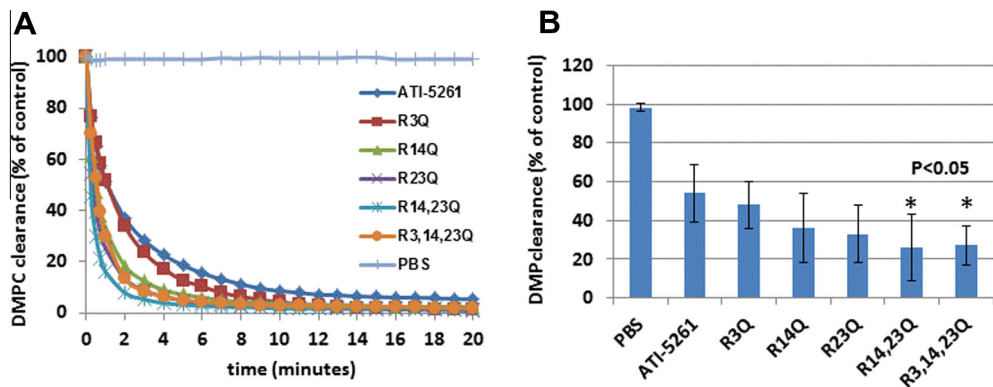 A
DMPC clearance (% of control)
100
80
60
40
20
0
0 2 4 6 8 10 12 14 16 18 20
time (minutes)
ATI-5261
R3Q
R14Q
R23Q
R14,23Q
R3,14,23Q
PBS
B
DMPC clearance (% of control)
120
100
80
60
40
20
0
P<0.05
* *
PBS
ATI-5261
R3Q
R14Q
R23Q
R14,23Q
R3,14,23Q